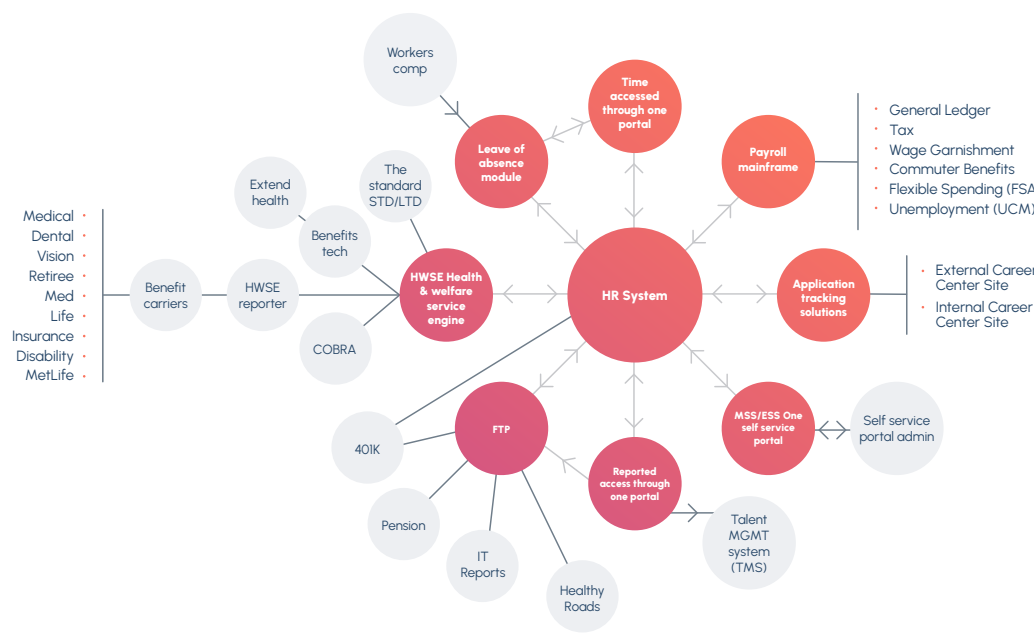 Workers
comp
Time
accessed
through one
portal
Leave of
absence
module
Payroll
mainframe
General Ledger
Tax
Wage Garnishment
Commuter Benefits
Flexible Spending (FSA
Unemployment (UCM)
The
standard
STD/LTD
Extend
health
Benefits
tech
Medical
Dental
Vision
Retiree
Med
Life
Insurance
Disability
MetLife
Benefit
carriers
HWSE
reporter
HWSE Health
& welfare
service
engine
COBRA
HR System
Application
tracking
solutions
External Career
Center Site
Internal Career
Center Site
MSS/ESS One
self service
portal
Self service
portal admin
FTP
401K
Reported
access through
one portal
Pension
IT
Reports
Healthy
Roads
Talent
MGMT
system
(TMS)